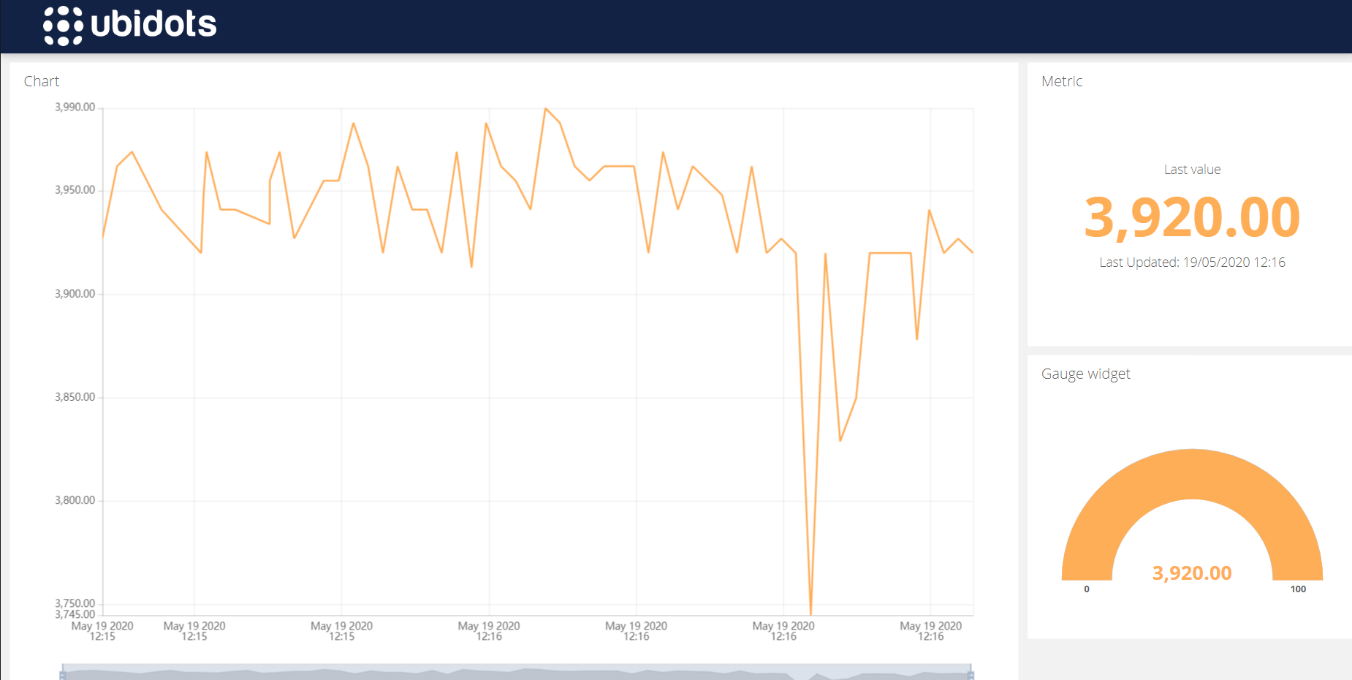 ubidots
Chart
3,990.00
3,950.00
3,900.00
3,850.00
3,800.00
3,750.00
3,745.00
May 19 2020 May 19 2020 May 19 2020 May 19 2020 May 19 2020 May 19 2020 May 19 2020
12:15 12:15 12:15 12:16 12:16 12:16 12:16
Metric
Last value
3,920.00
Last Updated: 19/05/2020 12:16
Gauge widget
3,920.00
0 100